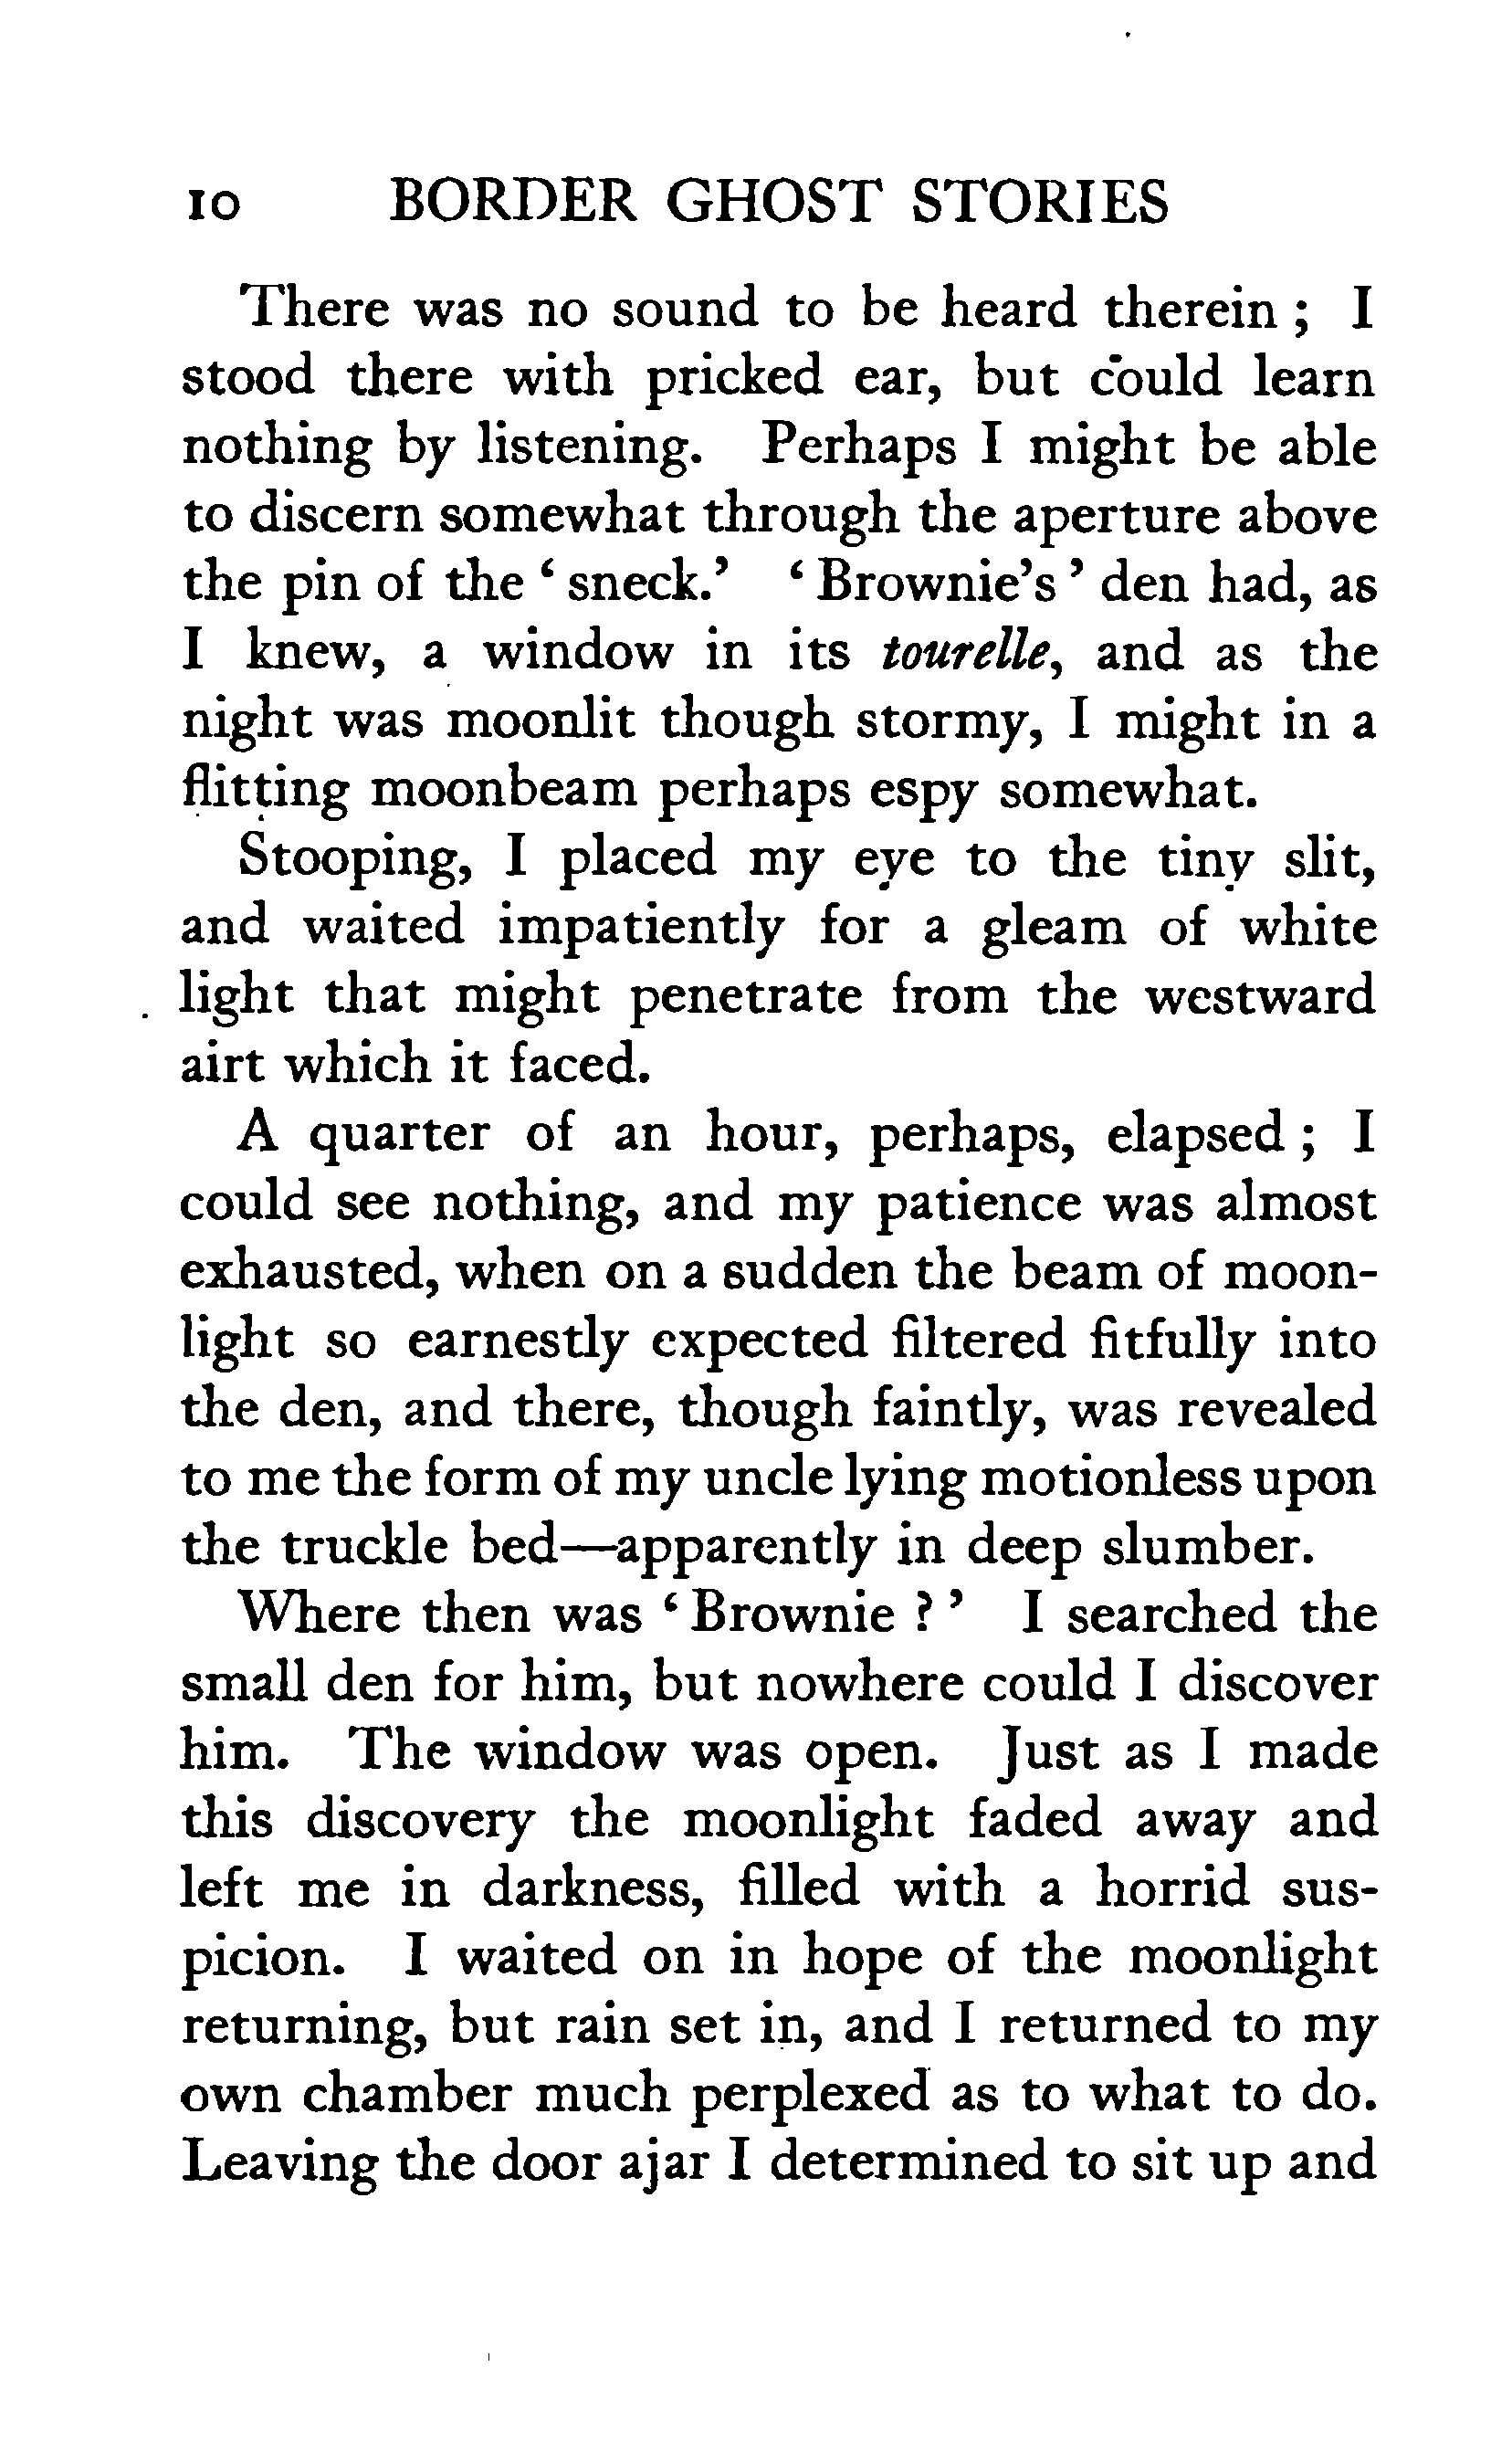 10 BORDER GHOST STORIES
There was no sound to be heard therein ; I
stood there with pricked ear, but could learn
nothing by listening. Perhaps I might be able
to discern somewhat through the aperture above
the pin of the ‘ sneck.’ ‘ Brownie’s ’ den had, as
I knew, a window in its tourelle, and as the
night was moonlit though stormy, I might in a
flitting moonbeam perhaps espy somewhat.
Stooping, I placed my eye to the tiny slit,
and waited impatiently for a gleam of white
light that might penetrate from the westward
airt which it faced.
A quarter of an hour, perhaps, elapsed ; I
could see nothing, and my patience was almost
exhausted, when on a sudden the beam of moon-
light so earnestly expected filtered fitfully into
the den, and there, though faintly, was revealed
to me the form of my uncle lying motionless upon
the truckle bed—apparently in deep slumber.
Where then was ‘ Brownie ? ’ I searched the
small den for him, but nowhere could I discover
him. The window was open. Just as I made
this discovery the moonlight faded away and
left me in darkness, filled with a horrid sus-
picion. I waited on in hope of the moonlight
returning, but rain set in, and I returned to my
own chamber much perplexed as to what to do.
Leaving the door ajar I determined to sit up and